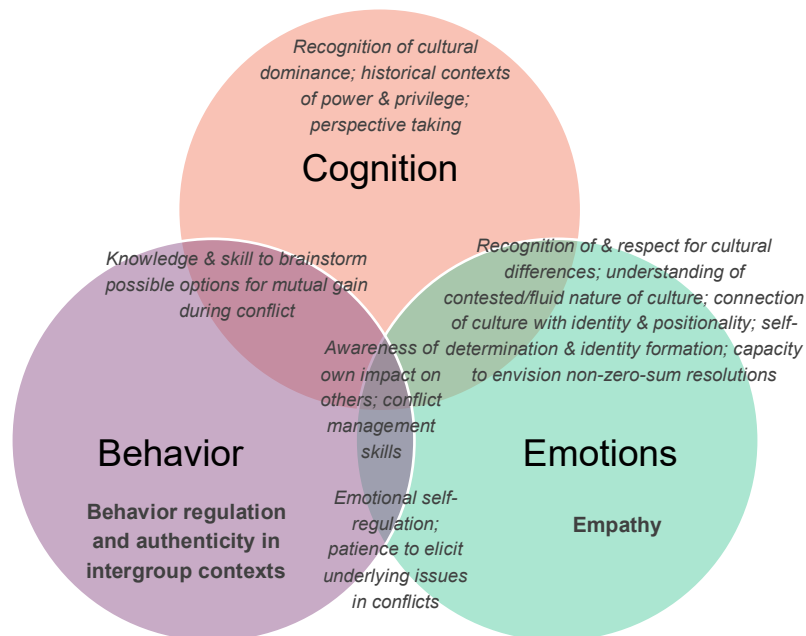 Recognition of cultural
dominance; historical contexts
of power & privilege;
perspective taking
Cognition
Knowledge & skill to brainstorm
possible options for mutual gain
during conflict
Recognition of & respect for cultural
differences; understanding of
contested/fluid nature of culture; connection
of culture with identity & positionality; self-
determination & identity formation; capacity
to envision non-zero-sum resolutions
Awareness of
own impact on
others; conflict
management
skills
Behavior
Behavior regulation
and authenticity in
intergroup contexts
Emotional self-
regulation;
patience to elicit
underlying issues
in conflicts
Emotions
Empathy